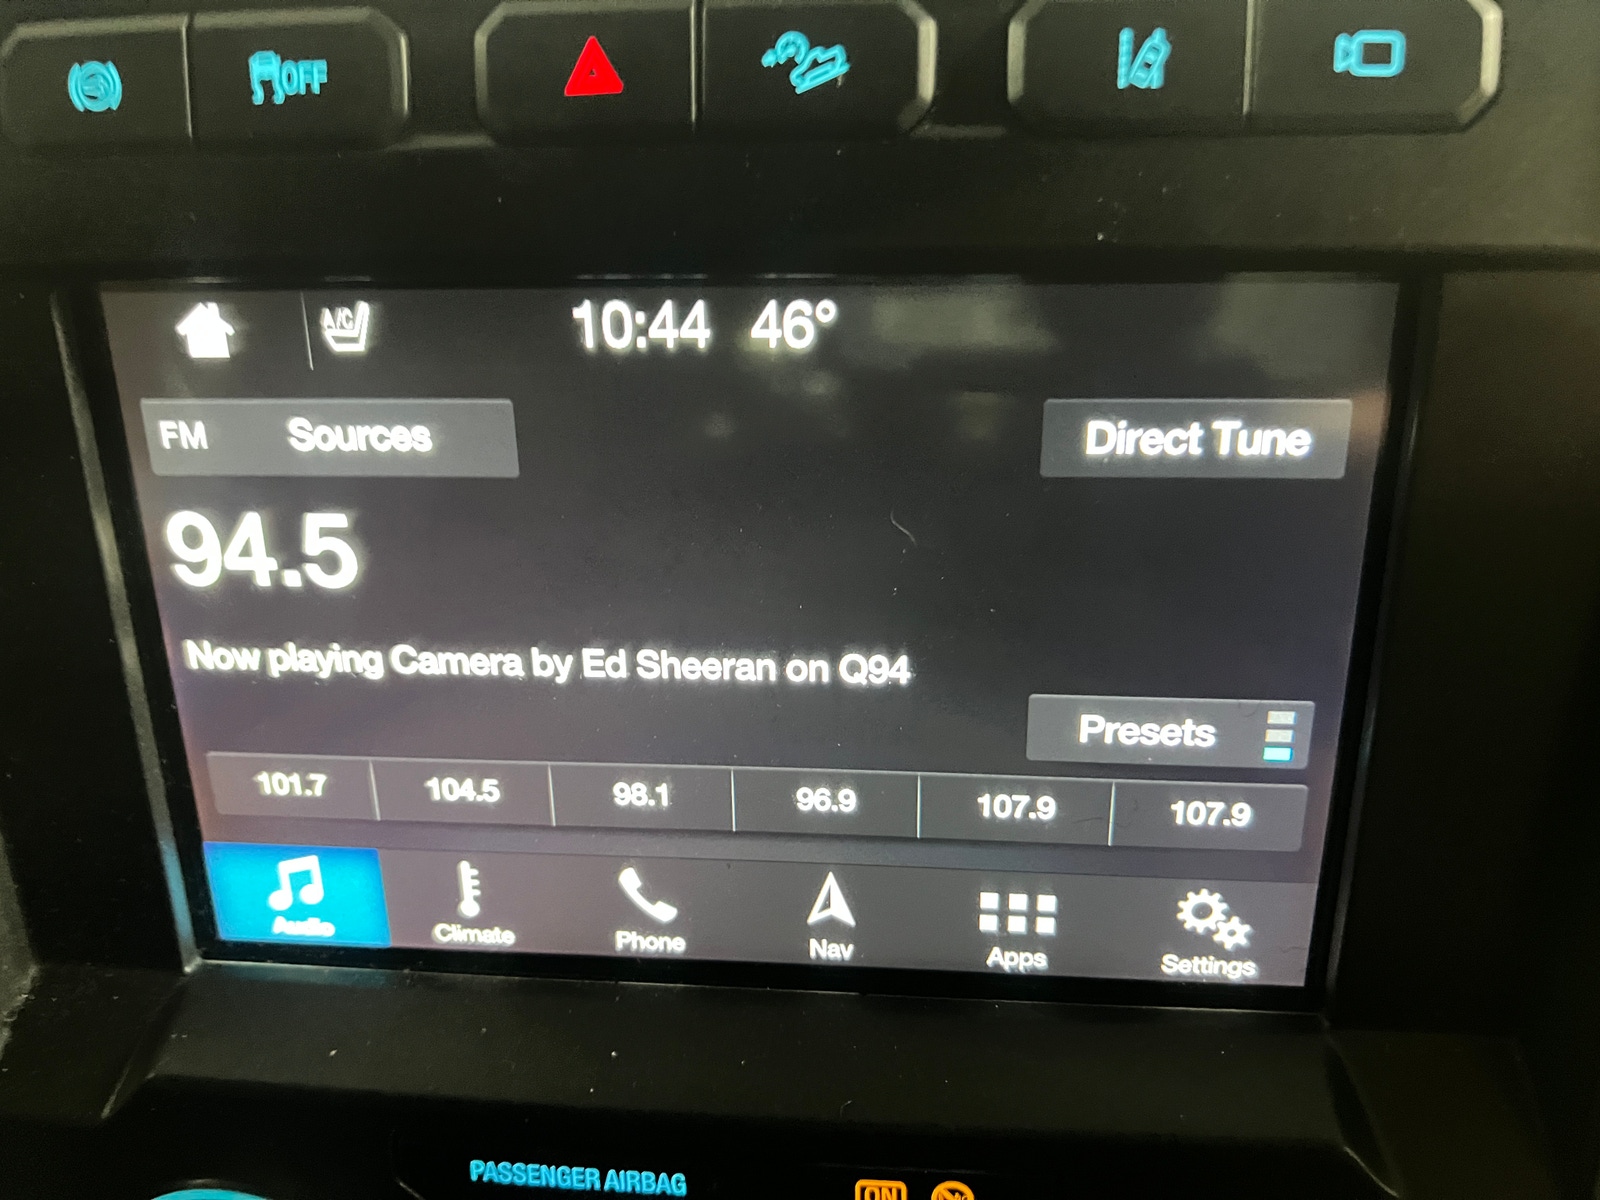 OFF
A/C
10:44 46°
FM Sources
Direct Tune
94.5
Now playing Camera by Ed Sheeran on Q94
Presets
101.7 104.5 98.1 96.9 107.9 107.9
Audio Climate Phone Nav Apps Settings
PASSENGER AIRBAG
ON